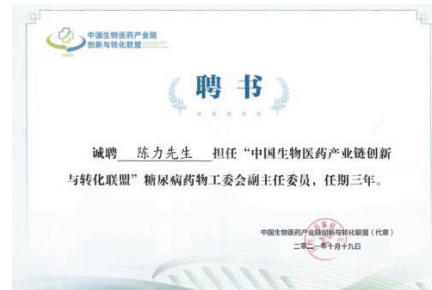 中国生物医药产业链
创新与转化联盟
聘书
诚聘 陈力先生 担任“中国生物医药产业链创新
与转化联盟”糖尿病药物工委会副主任委员，任期三年。
中国生物医药产业链创新与转化联盟（代章）
二零二一年十月十九日